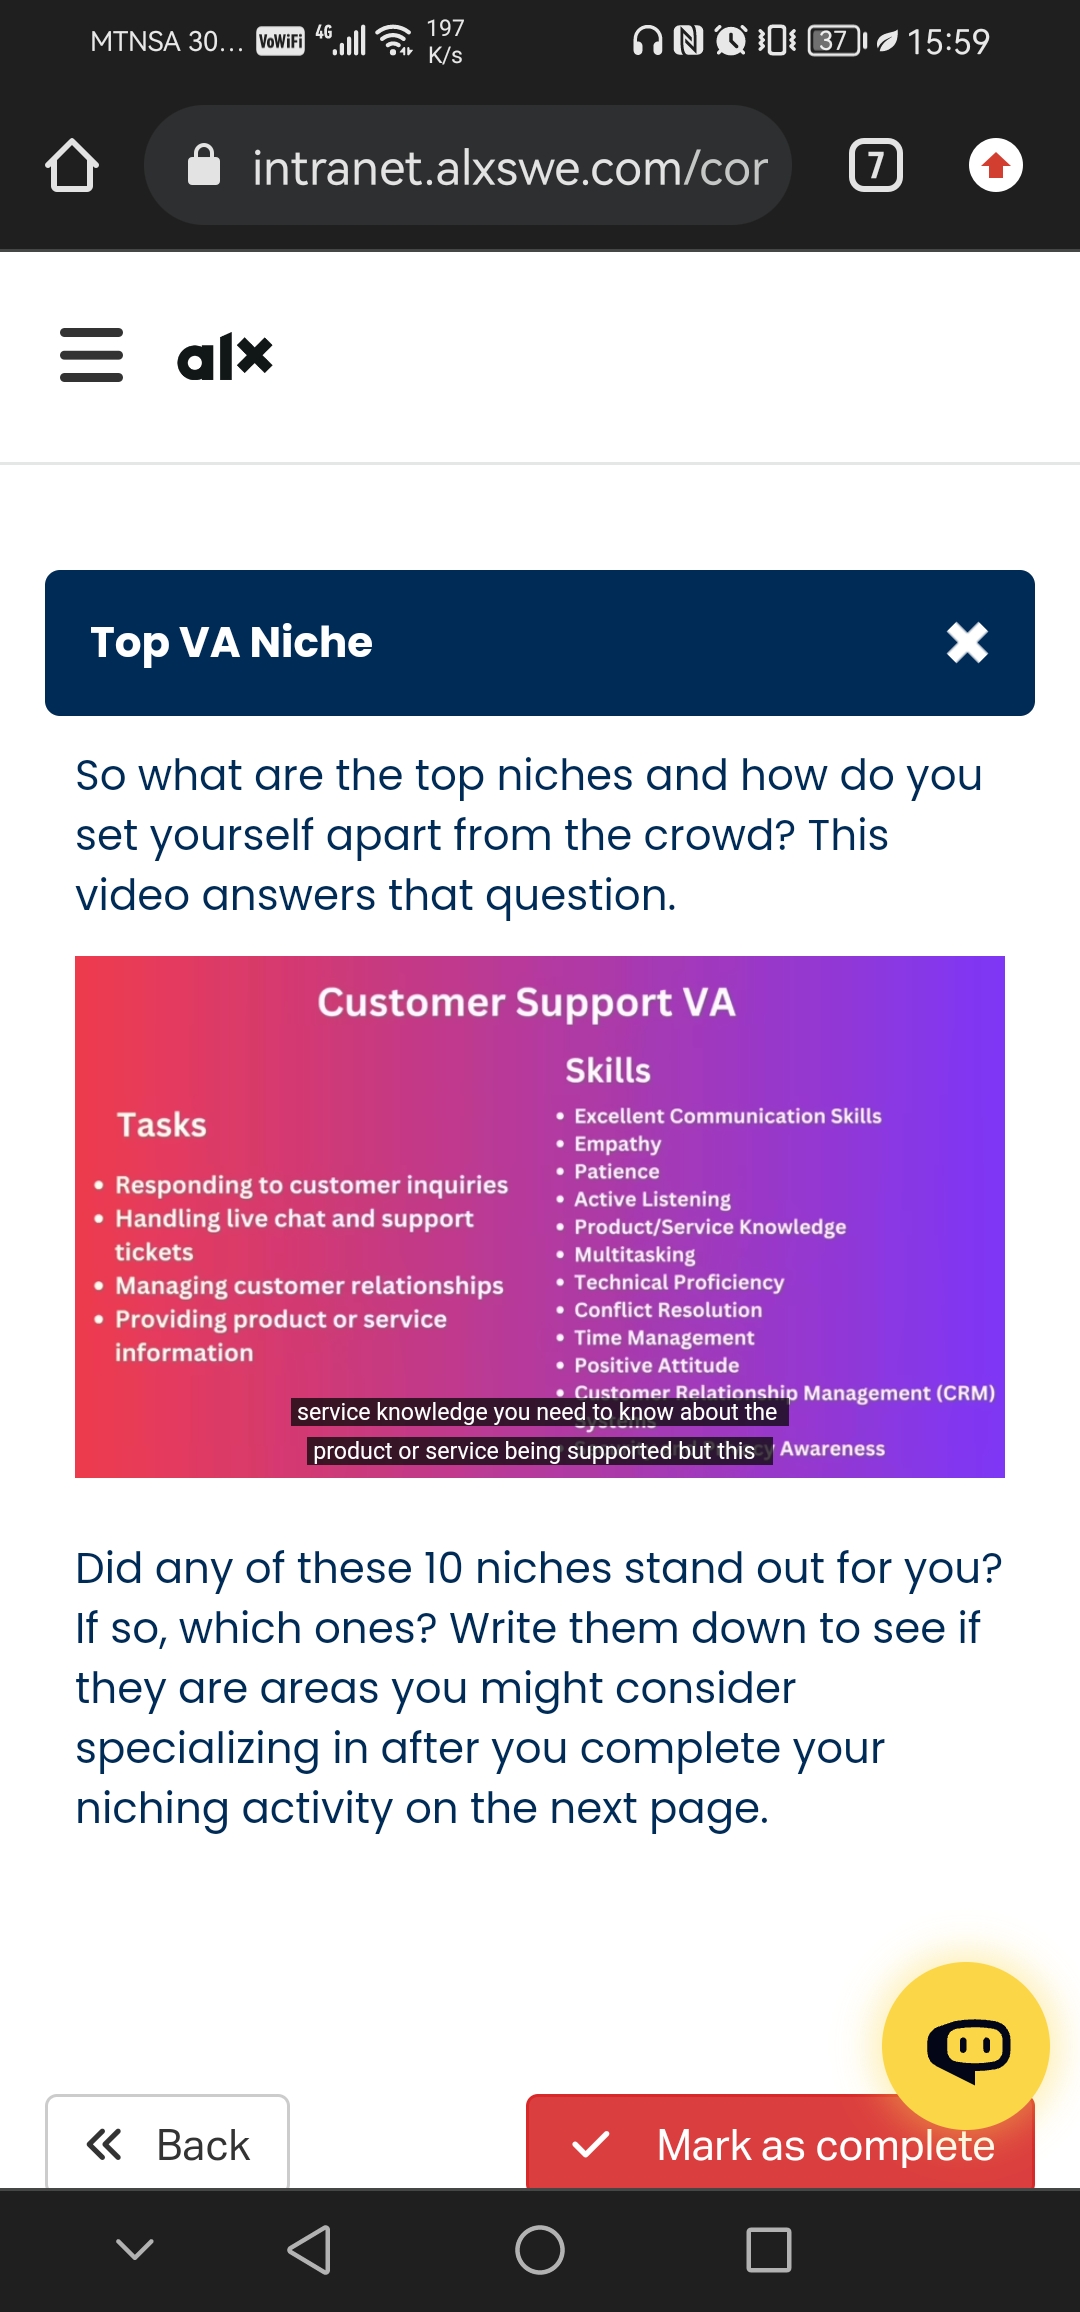 MTNSA 30... VoWiFi 4G 197 K/s 37 15:59
intranet.alxswe.com/cor 7
alx
Top VA Niche
So what are the top niches and how do you
set yourself apart from the crowd? This
video answers that question.
Customer Support VA
Tasks
• Responding to customer inquiries
• Handling live chat and support
tickets
• Managing customer relationships
• Providing product or service
information
Skills
• Excellent Communication Skills
• Empathy
• Patience
• Active Listening
• Product/Service Knowledge
• Multitasking
• Technical Proficiency
• Conflict Resolution
• Time Management
• Positive Attitude
• Customer Relationship Management (CRM)
Systems
Awareness
service knowledge you need to know about the
product or service being supported but this
Did any of these 10 niches stand out for you?
If so, which ones? Write them down to see if
they are areas you might consider
specializing in after you complete your
niching activity on the next page.
Back
Mark as complete